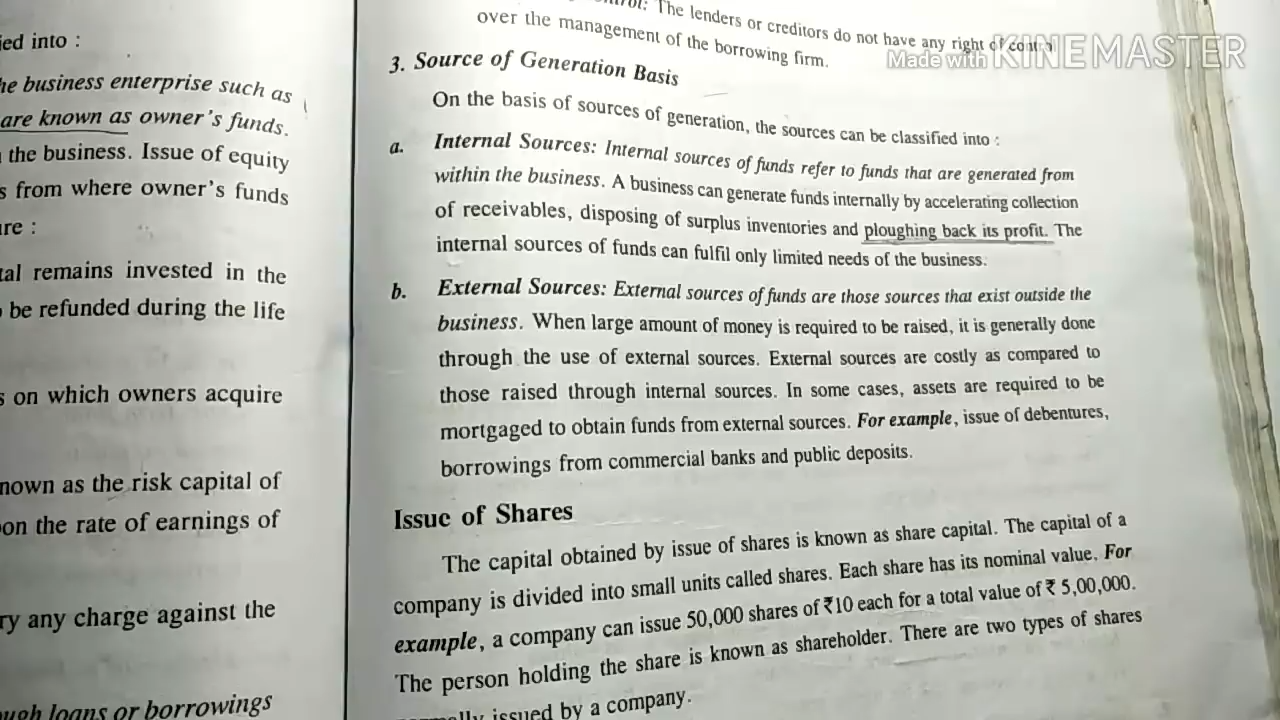 ied into :
he business enterprise such as
are known as owner's funds.
the business. Issue of equity
s from where owner's funds
re :
tal remains invested in the
be refunded during the life
s on which owners acquire
nown as the risk capital of
on the rate of earnings of
ry any charge against the
ugh loans or borrowings
The lenders or creditors do not have any right of
over the management of the borrowing firm.
Made with KINEMASTER
3. Source of Generation Basis
On the basis of sources of generation, the sources can be classified into :
a. Internal Sources: Internal sources of funds refer to funds that are generated from
within the business. A business can generate funds internally by accelerating collection
of receivables, disposing of surplus inventories and ploughing back its profit. The
internal sources of funds can fulfil only limited needs of the business.
b. External Sources: External sources of funds are those sources that exist outside the
business. When large amount of money is required to be raised, it is generally done
through the use of external sources. External sources are costly as compared to
those raised through internal sources. In some cases, assets are required to be
mortgaged to obtain funds from external sources. For example, issue of debentures,
borrowings from commercial banks and public deposits.
Issue of Shares
The capital obtained by issue of shares is known as share capital. The capital of a
company is divided into small units called shares. Each share has its nominal value. For
example, a company can issue 50,000 shares of ₹10 each for a total value of ₹ 5,00,000.
The person holding the share is known as shareholder. There are two types of shares
issued by a company.